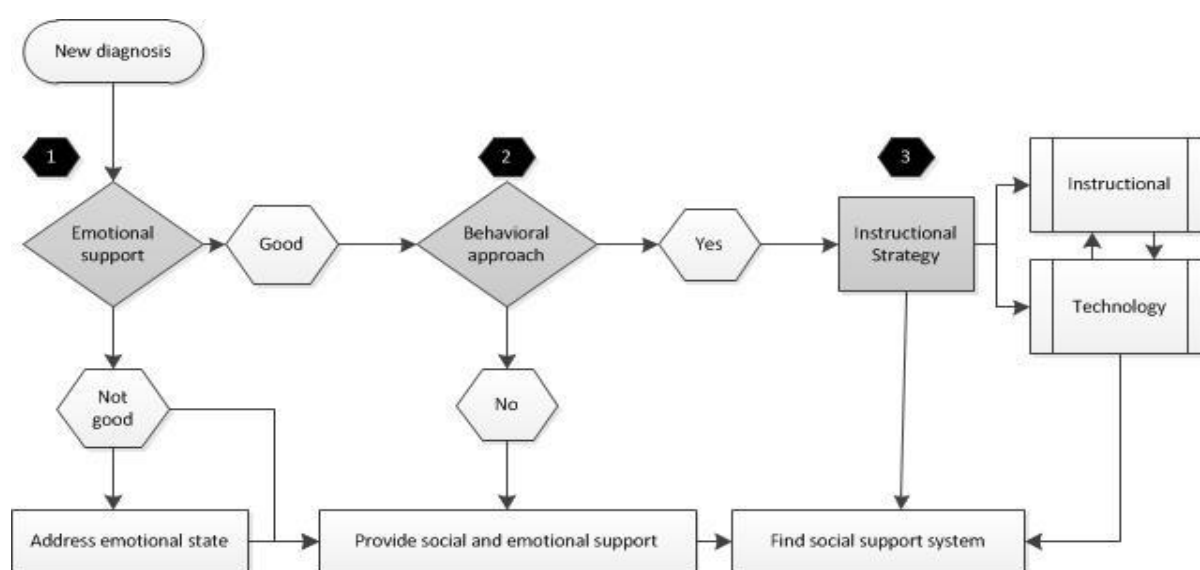 New diagnosis
1
2
3
Emotional
support
Good
Behavioral
approach
Yes
Instructional
Strategy
Instructional
Technology
Not
good
No
Address emotional state
Provide social and emotional support
Find social support system